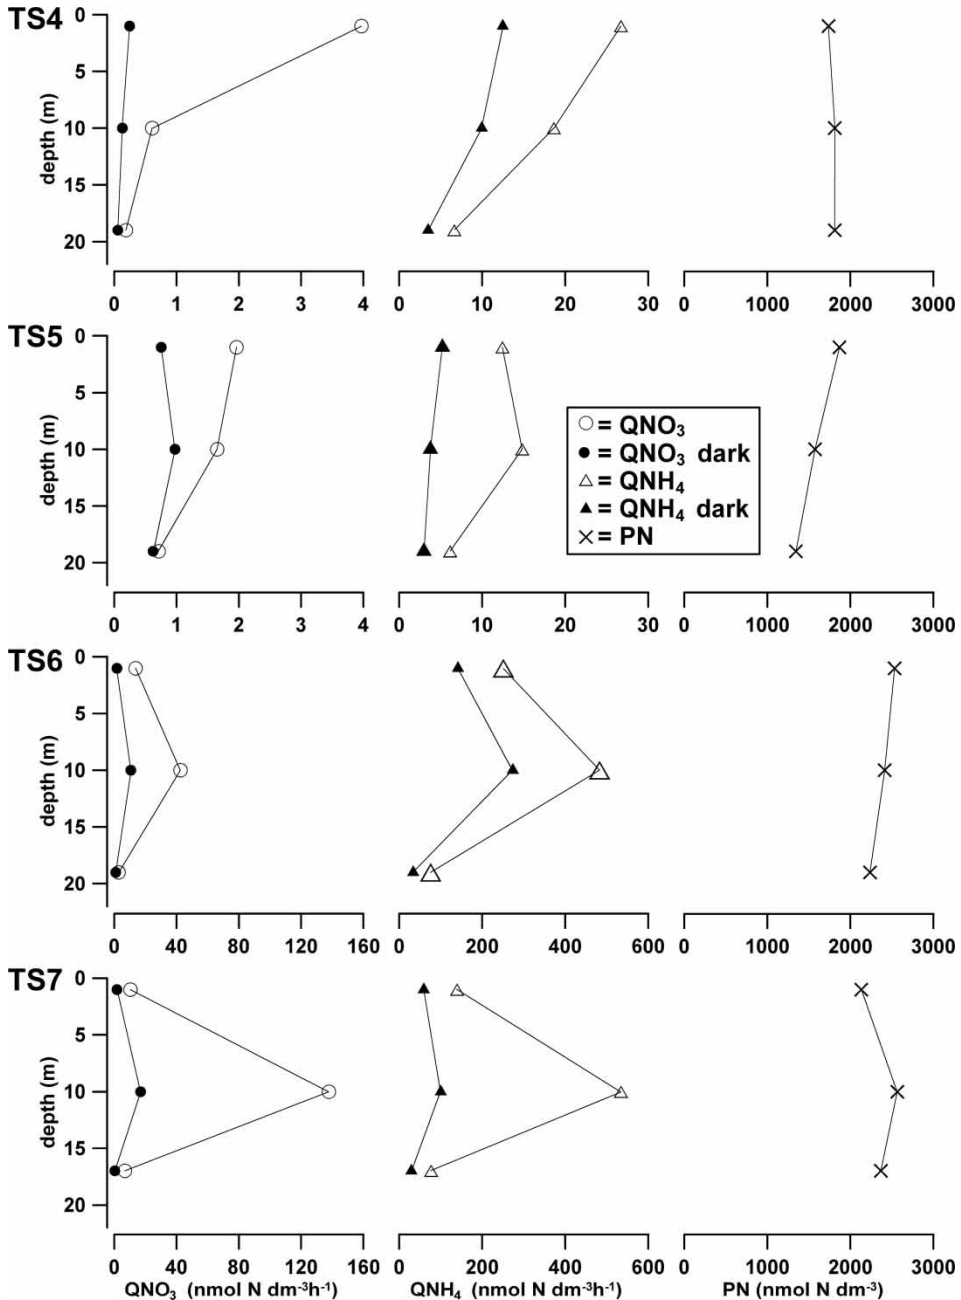 TS4
0
5
10
15
20
depth (m)
0 1 2 4 0 10 20 30 0 1000 2000 3000
TS5
0
5
10
15
20
depth (m)
= QNO₃
= QNO₃ dark
= QNH₄
= QNH₄ dark
= PN
0 1 2 4 0 10 20 30 0 1000 2000 3000
TS6
0
5
10
15
20
depth (m)
0 40 80 120 160 0 200 400 600 0 1000 2000 3000
TS7
0
5
10
15
20
depth (m)
0 40 80 120 160 0 200 400 600 0 1000 2000 3000
QNO₃ (nmol N dm⁻³h⁻¹) QNH₄ (nmol N dm⁻³h⁻¹) PN (nmol N dm⁻³)